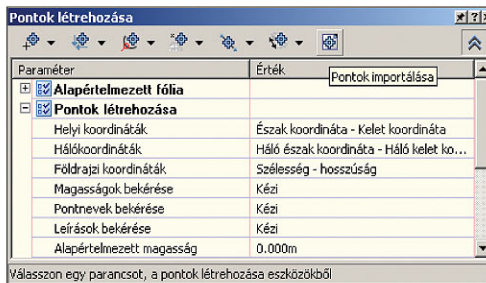 Pontok létrehozása
Paraméter Érték
Pontok importálása
Alapértelmezett fólia
Pontok létrehozása
Helyi koordináták Észak koordináta - Kelet koordináta
Hálókoordináták Háló észak koordináta - Háló kelet ko...
Földrajzi koordináták Szélesség - hosszúság
Magasságok bekérése Kézi
Pontnevek bekérése Kézi
Leírások bekérése Kézi
Alapértelmezett magasság 0.000m
Válasszon egy parancsot, a pontok létrehozása eszközökből